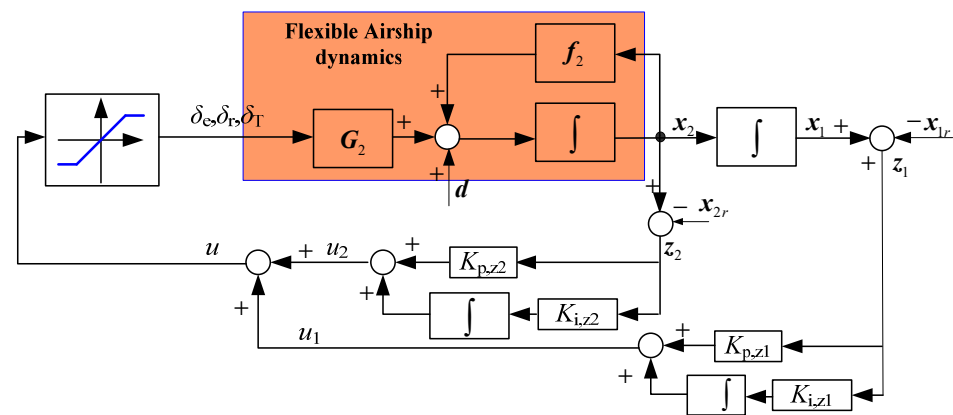 Flexible Airship
dynamics
f₂
δe,δr,δT
+
+
G₂
∫
x₂
∫
x₁
+
− x₁ᵣ
+
z₁
+
d
+
− x₂ᵣ
z₂
u
+
u₂
+
Kp,z2
+
+
∫
Ki,z2
u₁
+
Kp,z1
+
∫
Ki,z1